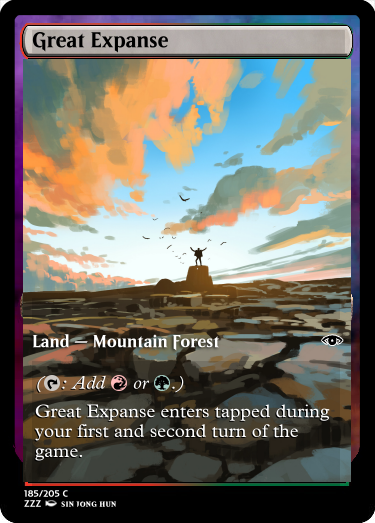 Great Expanse
Land — Mountain Forest
(: Add or .)
Great Expanse enters tapped during
your first and second turn of the
game.
185/205 C
ZZZ SIN JONG HUN